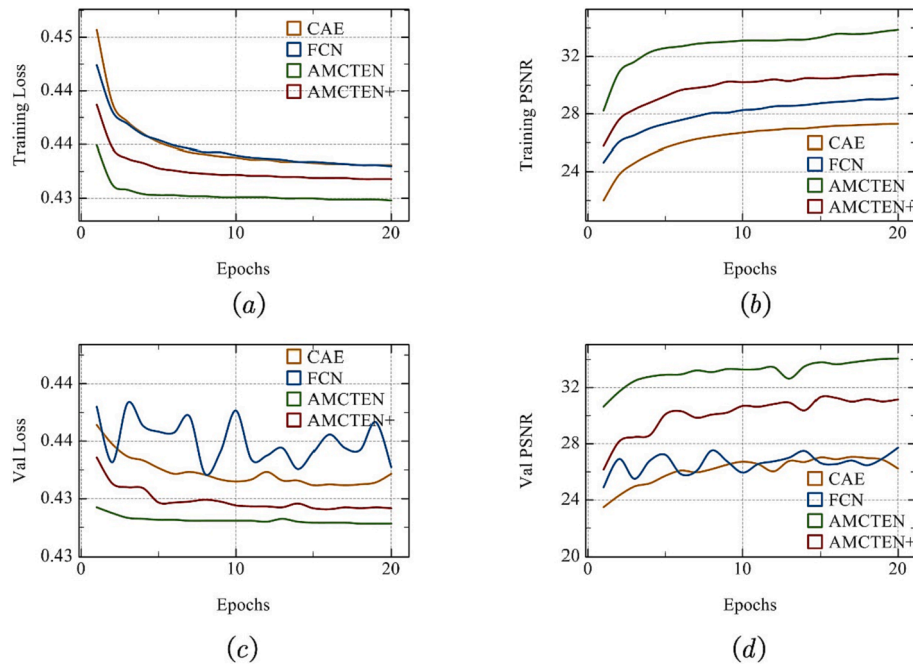 0.45
0.44
0.44
0.43
Training Loss
CAE
FCN
AMCTEN
AMCTEN+
0
10
20
Epochs
(a)
32
28
24
Training PSNR
CAE
FCN
AMCTEN
AMCTEN+
0
10
20
Epochs
(b)
0.44
0.44
0.43
0.43
Val Loss
CAE
FCN
AMCTEN
AMCTEN+
0
10
20
Epochs
(c)
32
28
24
20
Val PSNR
CAE
FCN
AMCTEN
AMCTEN+
0
10
20
Epochs
(d)